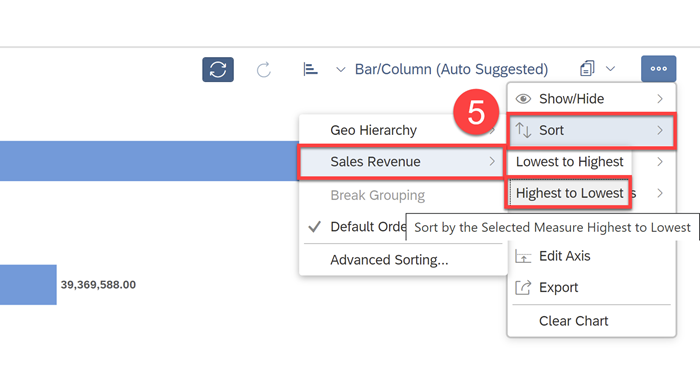 Bar/Column (Auto Suggested)
Show/Hide
5
Geo Hierarchy
Sort
Sales Revenue
Lowest to Highest
Break Grouping
Highest to Lowest
s
Default Orde
Sort by the Selected Measure Highest to Lowest
Advanced Sorting...
Edit Axis
39,369,588.00
Export
Clear Chart